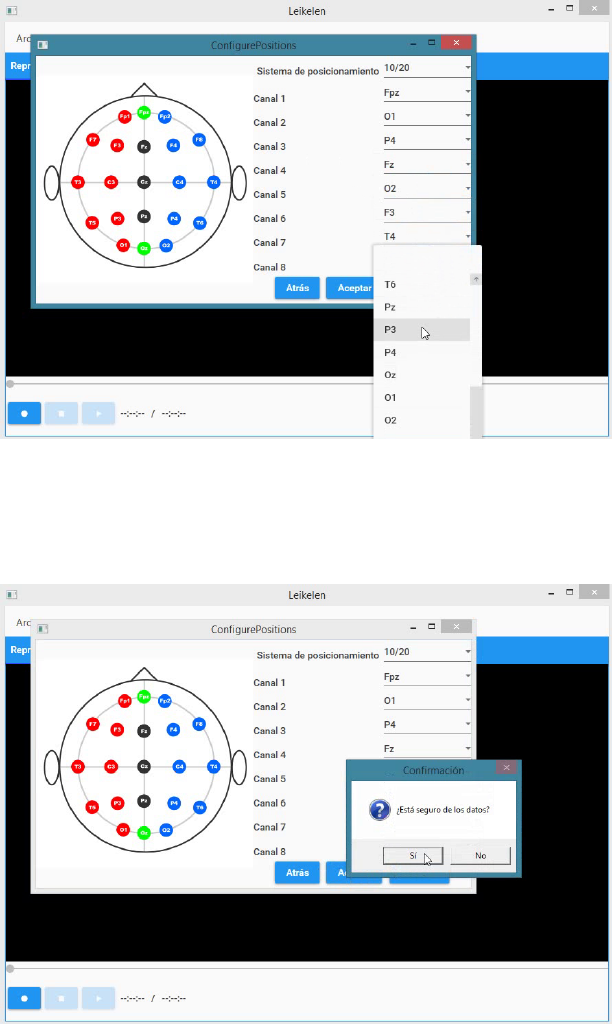 Leikelen
Arc
ConfigurePositions
Repr
Sistema de posicionamiento 10/20
Canal 1 Fpz
Canal 2 O1
Canal 3 P4
Canal 4 Fz
Canal 5 O2
Canal 6 F3
Canal 7 T4
Canal 8
Fp1 Fpz Fp2
F7 F3 Fz F4 F8
T3 C3 Cz C4 T4
T5 P3 Pz P4 T6
O1 Oz O2
Atrás Aceptar
T6
Pz
P3
P4
Oz
O1
O2
--:--:-- / --:--:--
Leikelen
Arc
ConfigurePositions
Repr
Sistema de posicionamiento 10/20
Canal 1 Fpz
Canal 2 O1
Canal 3 P4
Canal 4 Fz
Canal 5
Canal 6
Canal 7
Canal 8
Fp1 Fpz Fp2
F7 F3 Fz F4 F8
T3 C3 Cz C4 T4
T5 P3 Pz P4 T6
O1 Oz O2
Confirmación
¿Está seguro de los datos?
Sí No
Atrás
--:--:-- / --:--:--